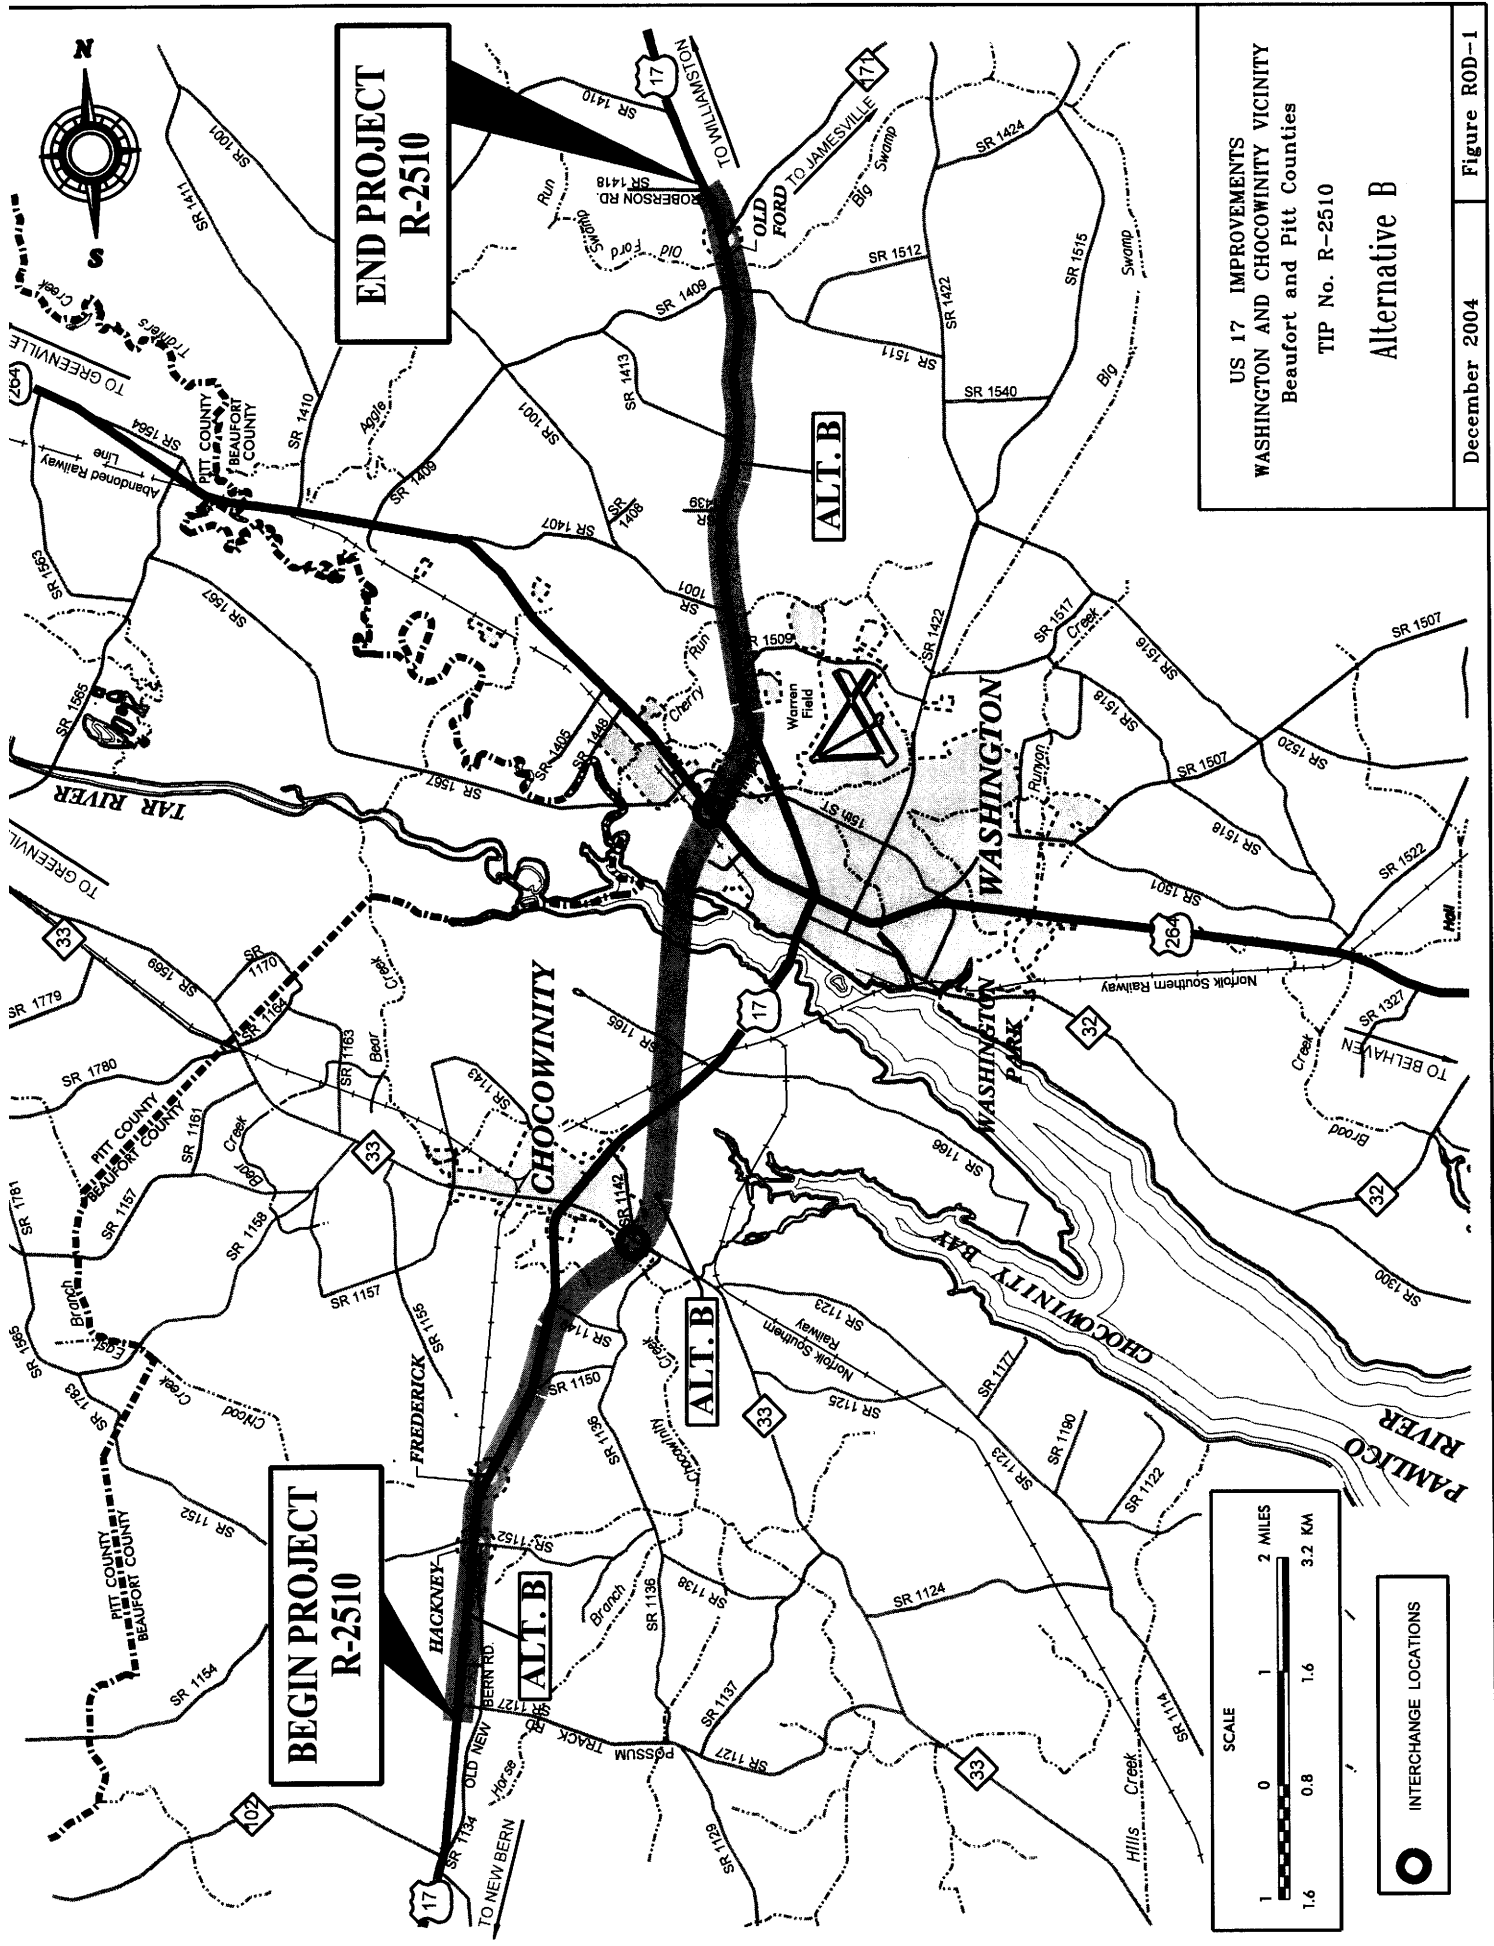 N
S
END PROJECT
R-2510
BEGIN PROJECT
R-2510
US 17 IMPROVEMENTS
WASHINGTON AND CHOCOWINITY VICINITY
Beaufort and Pitt Counties
TIP No. R-2510
Alternative B
December 2004
Figure ROD-1
17
TO WILLIAMSTON
171
TO JAMESVILLE
OLD
FORD
ROBERSON RD.
SR 1418
SR 1410
SR 1001
SR 1411
Run
Swamp
Ford
Old
Big
Swamp
SR 1424
SR 1512
SR 1422
SR 1515
Swamp
Big
SR 1409
SR 1413
SR 1511
SR 1540
ALT. B
Creek
Tranters
TO GREENVILLE
264
SR 1564
Abandoned Railway
Line
PITT COUNTY
BEAUFORT
COUNTY
SR 1410
Aggie
SR 1409
SR 1001
SR
1408
SR 1407
SR
1001
SR
1439
SR 1563
SR 1567
SR 1565
TAR RIVER
TO GREENVILLE
SR 1567
SR 1405
SR 1448
Cherry
Run
SR 1509
Warren
Field
SR 1422
15th ST.
WASHINGTON
SR 1517
Creek
SR 1516
SR 1507
SR 1518
Runyon
SR 1507
SR 1520
SR 1518
SR 1501
SR 1522
264
Hall
Norfolk Southern Railway
WASHINGTON
PARK
32
SR 1327
TO BELHAVEN
Creek
Broad
32
SR 1300
33
SR 1569
SR
1170
SR 1779
SR 1164
SR 1163
Bear
Creek
SR 1780
PITT COUNTY
BEAUFORT COUNTY
SR 1161
Creek
Bear
33
SR 1143
CHOCOWINITY
SR 1165
17
SR 1166
SR 1142
SR 1781
SR 1167
SR 1158
SR 1157
SR 1155
Branch
East
SR 1565
SR 1783
Creek
Chicod
SR 1152
PITT COUNTY
BEAUFORT COUNTY
FREDERICK
SR 1150
Creek
ALT. B
33
CHOCOWINITY BAY
SR 1123
Norfolk Southern
Railway
SR 1125
SR 1177
SR 1190
SR 1122
SR 1123
PAMLICO
RIVER
SR 1136
Chocowinity
SR 1152
HACKNEY
ALT. B
Branch
SR 1136
SR 1138
SR 1124
SR 1137
SR 1127
OLD NEW
BERN RD.
SR 1127
POSSUM
TRACK
Horse
SR 1154
102
SR 1134
17
TO NEW BERN
SR 1129
33
SR 1114
Hills
Creek
SCALE
1
0
1
2 MILES
1.6
0.8
1.6
3.2 KM
INTERCHANGE LOCATIONS